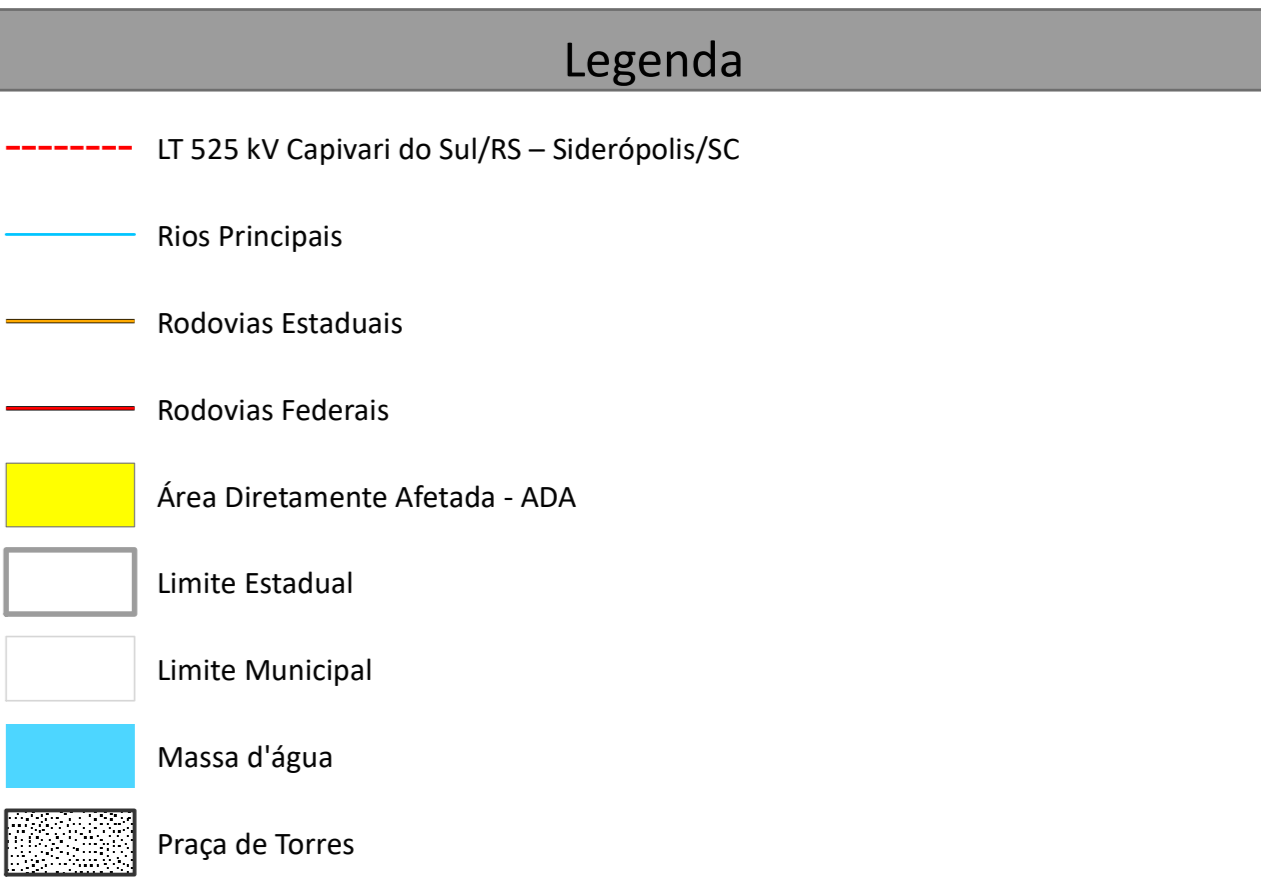 Legenda
LT 525 kV Capivari do Sul/RS – Siderópolis/SC
Rios Principais
Rodovias Estaduais
Rodovias Federais
Área Diretamente Afetada - ADA
Limite Estadual
Limite Municipal
Massa d'água
Praça de Torres